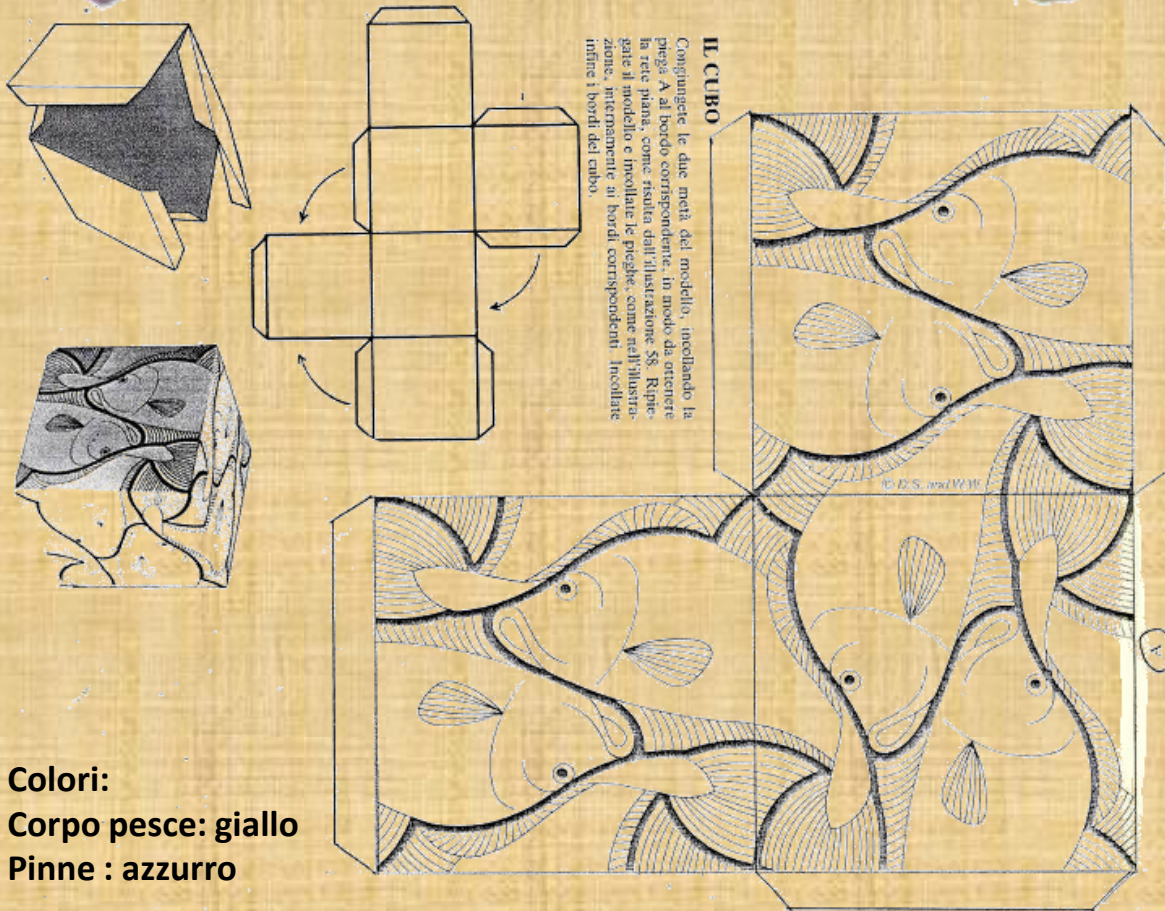 IL CUBO
Congiungete le due metà del modello, incollando la
piega A al bordo corrispondente, in modo da ottenere
la rete piana, come risulta dall'illustrazione 58. Ripie-
gate il modello e incollate le pieghe, come nell'illustra-
zione, internamente ai bordi corrispondenti. Incollate
infine i bordi del cubo.
© D.S. and W.W.
A
Colori:
Corpo pesce: giallo
Pinne : azzurro